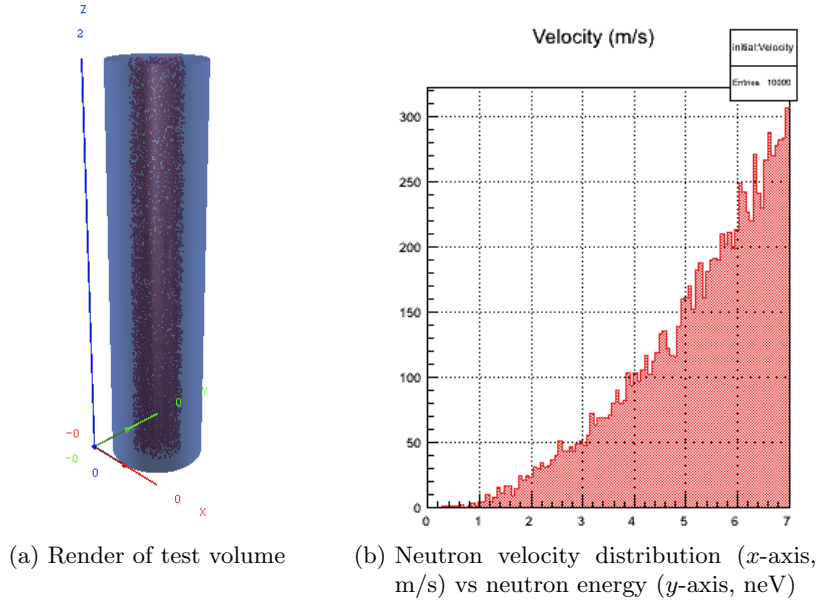 Z
2
Y
0
-0
-0
0
0
X
Velocity (m/s)
initial:Velocity
Entries 10000
300
250
200
150
100
50
0
0 1 2 3 4 5 6 7
(a) Render of test volume
(b) Neutron velocity distribution (x-axis,
m/s) vs neutron energy (y-axis, neV)